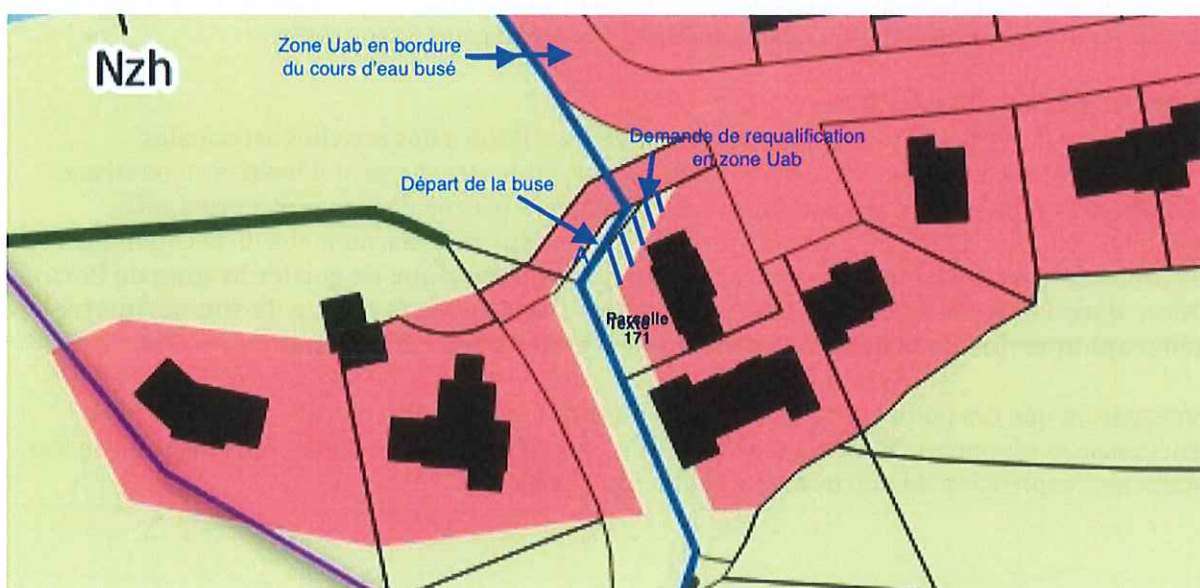 Nzh
Zone Uab en bordure
du cours d'eau busé
Demande de requalification
en zone Uab
Départ de la buse
A
Parcelle
Texte
171